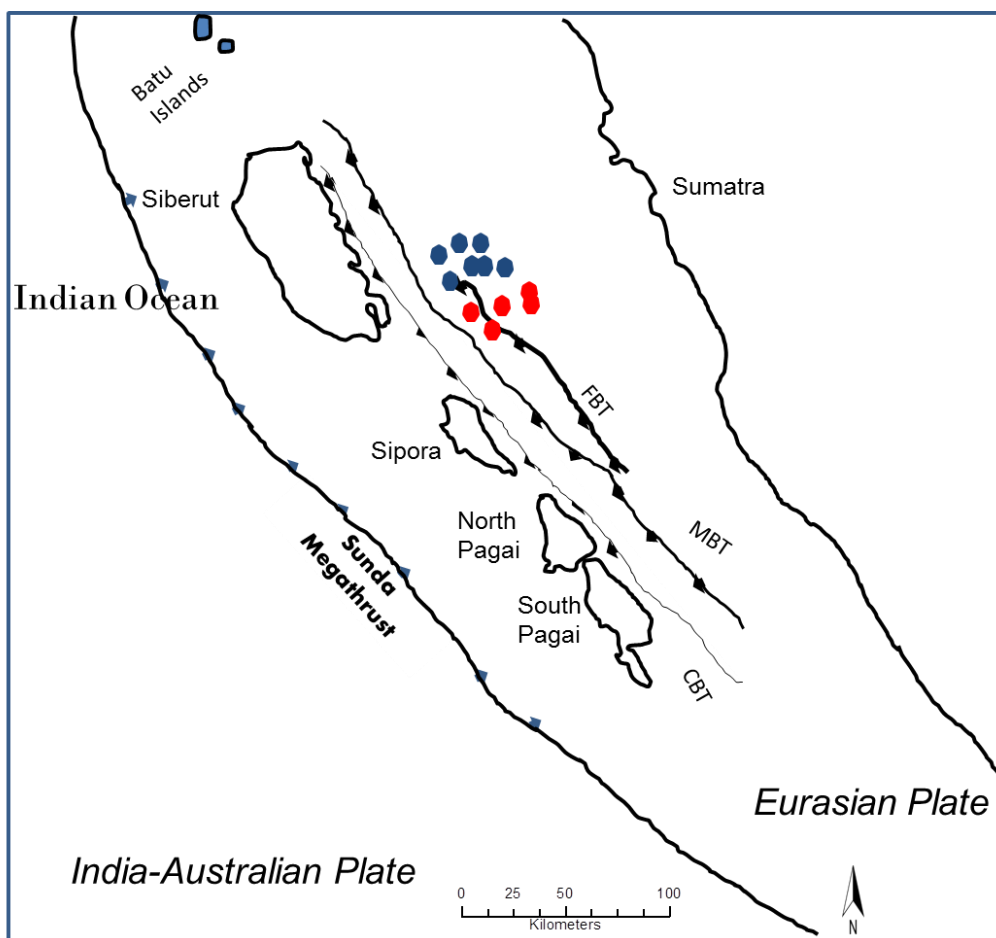 Batu
Islands
Siberut
Sumatra
Indian Ocean
FBT
Sipora
North
Pagai
MBT
Sunda
Megathrust
South
Pagai
CBT
Eurasian Plate
India-Australian Plate
0 25 50 100
Kilometers
N